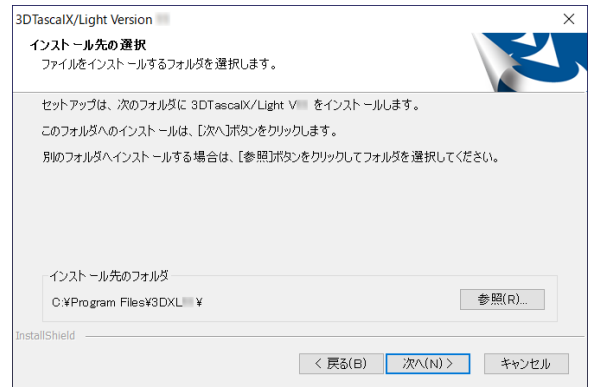 3DTascalX/Light Version
インストール先の選択
ファイルをインストールするフォルダを選択します。
セットアップは、次のフォルダに 3DTascalX/Light V をインストールします。
このフォルダへのインストールは、[次へ]ボタンをクリックします。
別のフォルダへインストールする場合は、[参照]ボタンをクリックしてフォルダを選択してください。
インストール先のフォルダ
C:¥Program Files¥3DXL ¥
参照(R)...
InstallShield
< 戻る(B)
次へ(N) >
キャンセル